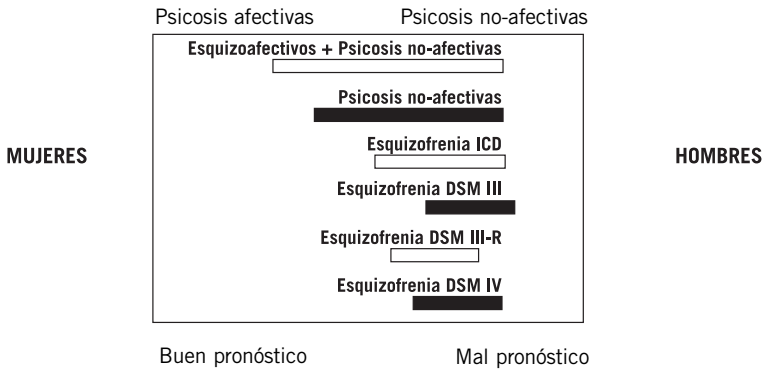 Psicosis afectivas Psicosis no-afectivas
Esquizoafectivos + Psicosis no-afectivas
Psicosis no-afectivas
MUJERES Esquizofrenia ICD HOMBRES
Esquizofrenia DSM III
Esquizofrenia DSM III-R
Esquizofrenia DSM IV
Buen pronóstico Mal pronóstico